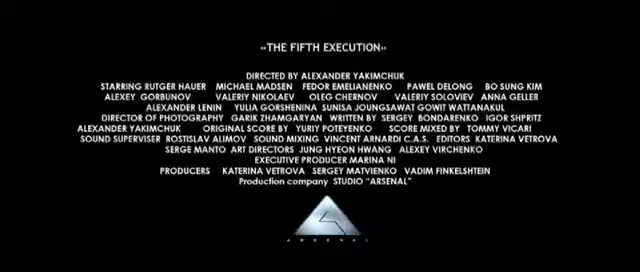 «THE FIFTH EXECUTION»
DIRECTED BY ALEXANDER YAKIMCHUK
STARRING RUTGER HAUER MICHAEL MADSEN FEDOR EMELIANENKO PAWEL DELONG BO SUNG KIM
ALEXEY GORBUNOV VALERIY NIKOLAEV OLEG CHERNOV VALERIY SOLOVIEV ANNA GELLER
ALEXANDER LENIN YULIA GORSHENINA SUNISA JOUNGSAWAT GOWIT WATTANAKUL
DIRECTOR OF PHOTOGRAPHY GARIK ZHAMGARYAN WRITTEN BY SERGEY BONDARENKO IGOR SHPRITZ
ALEXANDER YAKIMCHUK ORIGINAL SCORE BY YURIY POTEYENKO SCORE MIXED BY TOMMY VICARI
SOUND SUPERVISER ROSTISLAV ALIMOV SOUND MIXING VINCENT ARNARDI C.A.S. EDITORS KATERINA VETROVA
SERGE MANTO ART DIRECTORS JUNG HYEON HWANG ALEXEY VIRCHENKO
EXECUTIVE PRODUCER MARINA NI
PRODUCERS KATERINA VETROVA SERGEY MATVIENKO VADIM FINKELSHTEIN
Production company STUDIO "ARSENAL"
ARSENAL